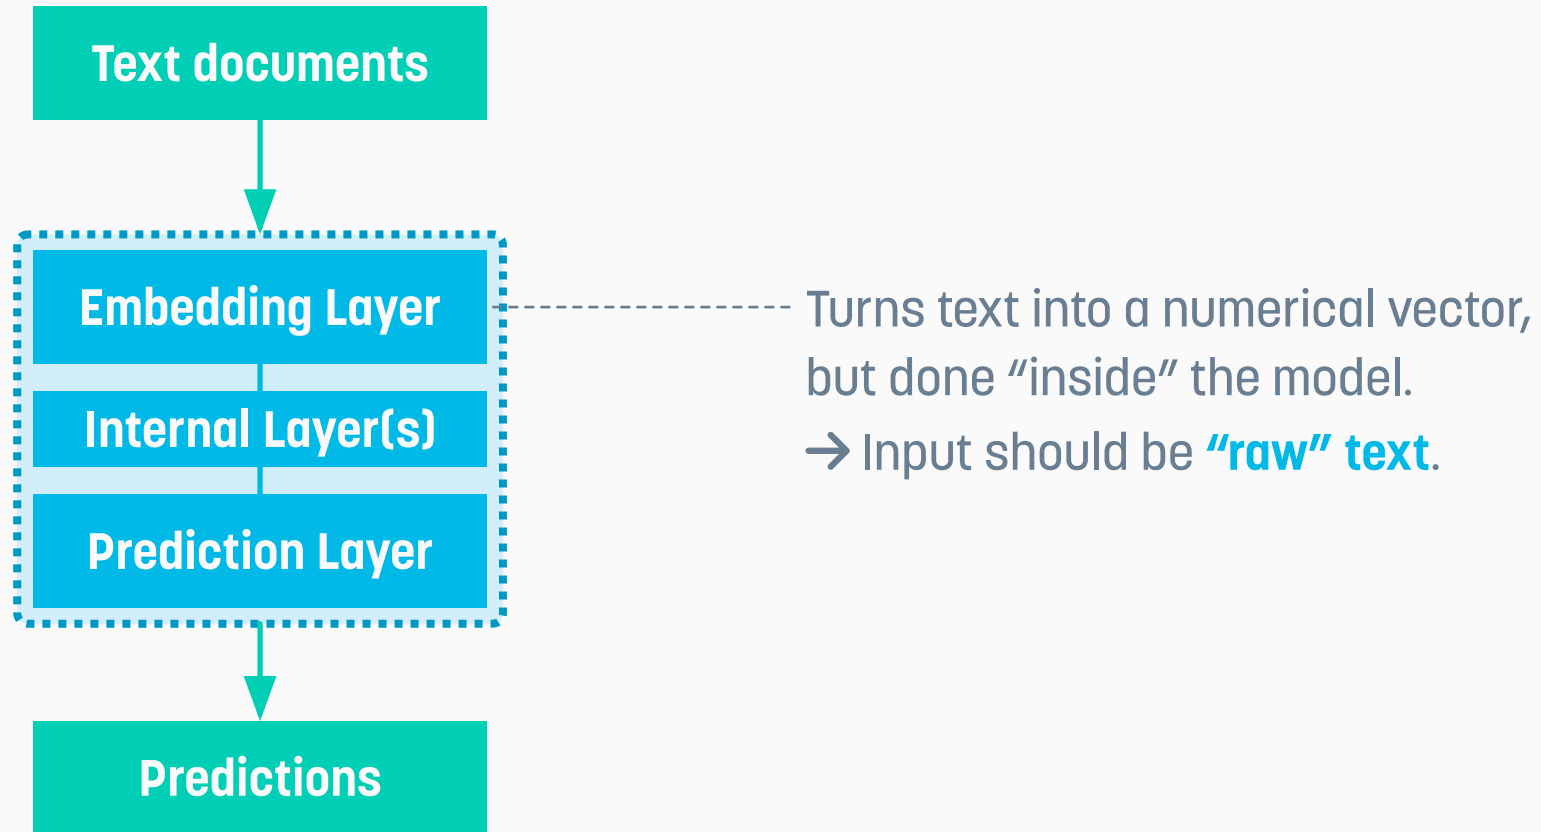 Text documents
Embedding Layer
Turns text into a numerical vector,
but done “inside” the model.
→ Input should be “raw” text.
Internal Layer(s)
Prediction Layer
Predictions